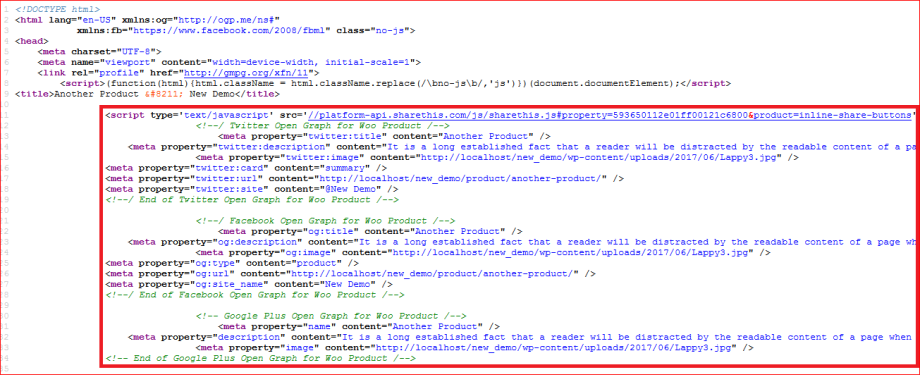 1 <!DOCTYPE html>
2 <html lang="en-US" xmlns:og="http://ogp.me/ns#"
3 xmlns:fb="https://www.facebook.com/2008/fbml" class="no-js">
4 <head>
5 <meta charset="UTF-8">
6 <meta name="viewport" content="width=device-width, initial-scale=1">
7 <link rel="profile" href="http://gmpg.org/xfn/11">
8 <script>(function(html){html.className = html.className.replace(/\bno-js\b/,'js')})(document.documentElement);</script>
9 <title>Another Product &#8211; New Demo</title>
<script type='text/javascript' src='//platform-api.sharethis.com/js/sharethis.js#property=593650112e01ff00121c6800&product=inline-share-buttons'
<!--/ Twitter Open Graph for Woo Product /-->
<meta property="twitter:title" content="Another Product" />
<meta property="twitter:description" content="It is a long established fact that a reader will be distracted by the readable content of a pa
<meta property="twitter:image" content="http://localhost/new_demo/wp-content/uploads/2017/06/Lappy3.jpg" />
<meta property="twitter:card" content="summary" />
<meta property="twitter:url" content="http://localhost/new_demo/product/another-product/" />
<meta property="twitter:site" content="@New Demo" />
<!--/ End of Twitter Open Graph for Woo Product /-->
<!--/ Facebook Open Graph for Woo Product /-->
<meta property="og:title" content="Another Product" />
<meta property="og:description" content="It is a long established fact that a reader will be distracted by the readable content of a page wh
<meta property="og:image" content="http://localhost/new_demo/wp-content/uploads/2017/06/Lappy3.jpg" />
<meta property="og:type" content="product" />
<meta property="og:url" content="http://localhost/new_demo/product/another-product/" />
<meta property="og:site_name" content="New Demo" />
<!--/ End of Facebook Open Graph for Woo Product /-->
<!-- Google Plus Open Graph for Woo Product /-->
<meta property="name" content="Another Product" />
<meta property="description" content="It is a long established fact that a reader will be distracted by the readable content of a page when
<meta property="image" content="http://localhost/new_demo/wp-content/uploads/2017/06/Lappy3.jpg" />
<!-- End of Google Plus Open Graph for Woo Product /-->